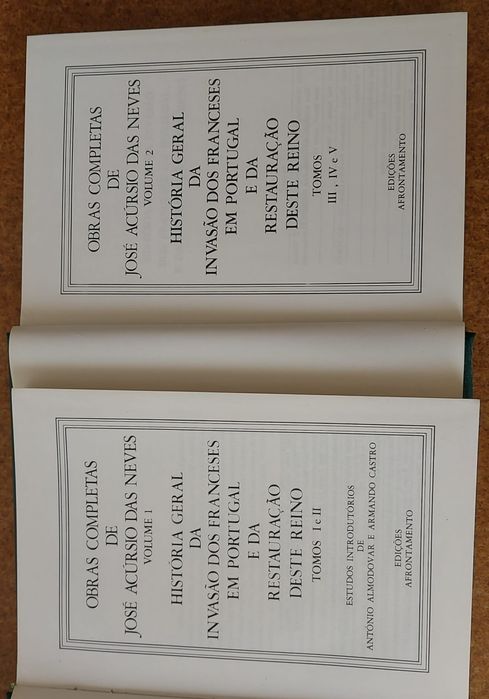 OBRAS COMPLETAS
DE
JOSÉ ACÚRSIO DAS NEVES
VOLUME 1
HISTÓRIA GERAL
DA
INVASÃO DOS FRANCESES
EM PORTUGAL
E DA
RESTAURAÇÃO
DESTE REINO
TOMOS I e II
ESTUDOS INTRODUTÓRIOS
DE
ANTÓNIO ALMODOVAR E ARMANDO CASTRO
EDIÇÕES
AFRONTAMENTO
OBRAS COMPLETAS
DE
JOSÉ ACÚRSIO DAS NEVES
VOLUME 2
HISTÓRIA GERAL
DA
INVASÃO DOS FRANCESES
EM PORTUGAL
E DA
RESTAURAÇÃO
DESTE REINO
TOMOS
III, IV e V
EDIÇÕES
AFRONTAMENTO